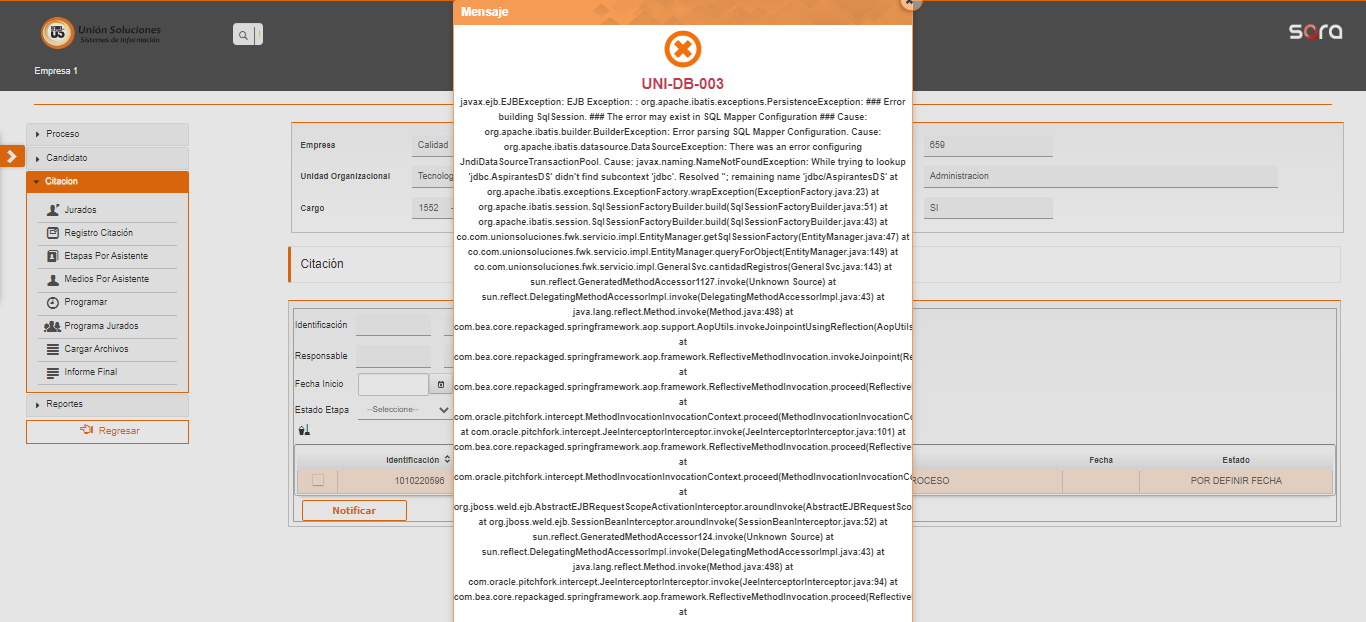 Mensaje
US
Unión Soluciones
Sistemas de Información
sora
Empresa 1
UNI-DB-003
javax.ejb.EJBException: EJB Exception: : org.apache.ibatis.exceptions.PersistenceException: ### Error
building SqlSession. ### The error may exist in SQL Mapper Configuration ### Cause:
org.apache.ibatis.builder.BuilderException: Error parsing SQL Mapper Configuration. Cause:
org.apache.ibatis.datasource.DataSourceException: There was an error configuring
JndiDataSourceTransactionPool. Cause: javax.naming.NameNotFoundException: While trying to lookup
'jdbc.AspirantesDS' didn't find subcontext 'jdbc'. Resolved ''; remaining name 'jdbc/AspirantesDS' at
org.apache.ibatis.exceptions.ExceptionFactory.wrapException(ExceptionFactory.java:23) at
org.apache.ibatis.session.SqlSessionFactoryBuilder.build(SqlSessionFactoryBuilder.java:51) at
org.apache.ibatis.session.SqlSessionFactoryBuilder.build(SqlSessionFactoryBuilder.java:43) at
co.com.unionsoluciones.fwk.servicio.impl.EntityManager.getSqlSessionFactory(EntityManager.java:47) at
co.com.unionsoluciones.fwk.servicio.impl.EntityManager.queryForObject(EntityManager.java:149) at
co.com.unionsoluciones.fwk.servicio.impl.GeneralSvc.cantidadRegistros(GeneralSvc.java:143) at
sun.reflect.GeneratedMethodAccessor1127.invoke(Unknown Source) at
sun.reflect.DelegatingMethodAccessorImpl.invoke(DelegatingMethodAccessorImpl.java:43) at
java.lang.reflect.Method.invoke(Method.java:498) at
com.bea.core.repackaged.springframework.aop.support.AopUtils.invokeJoinpointUsingReflection(AopUtils
at
com.bea.core.repackaged.springframework.aop.framework.ReflectiveMethodInvocation.invokeJoinpoint(Re
at
com.bea.core.repackaged.springframework.aop.framework.ReflectiveMethodInvocation.proceed(Reflective
at
com.oracle.pitchfork.intercept.MethodInvocationInvocationContext.proceed(MethodInvocationInvocationCo
at com.oracle.pitchfork.intercept.JeeInterceptorInterceptor.invoke(JeeInterceptorInterceptor.java:101) at
com.bea.core.repackaged.springframework.aop.framework.ReflectiveMethodInvocation.proceed(Reflective
at
com.oracle.pitchfork.intercept.MethodInvocationInvocationContext.proceed(MethodInvocationInvocationCo
at
org.jboss.weld.ejb.AbstractEJBRequestScopeActivationInterceptor.aroundInvoke(AbstractEJBRequestSco
at org.jboss.weld.ejb.SessionBeanInterceptor.aroundInvoke(SessionBeanInterceptor.java:52) at
sun.reflect.GeneratedMethodAccessor124.invoke(Unknown Source) at
sun.reflect.DelegatingMethodAccessorImpl.invoke(DelegatingMethodAccessorImpl.java:43) at
java.lang.reflect.Method.invoke(Method.java:498) at
com.oracle.pitchfork.intercept.JeeInterceptorInterceptor.invoke(JeeInterceptorInterceptor.java:94) at
com.bea.core.repackaged.springframework.aop.framework.ReflectiveMethodInvocation.proceed(Reflective
at
Proceso
Candidato
Citacion
Jurados
Registro Citación
Etapas Por Asistente
Medios Por Asistente
Programar
Programa Jurados
Cargar Archivos
Informe Final
Reportes
Regresar
Empresa Calidad 659
Unidad Organizacional Tecnolog Administracion
Cargo 1552 - SI
Citación
Identificación
Responsable
Fecha Inicio
Estado Etapa --Seleccione--
Identificación Fecha Estado
1010220596 ROCESO POR DEFINIR FECHA
Notificar